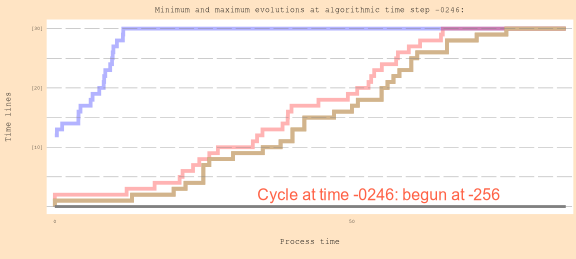 Minimum and maximum evolutions at algorithmic time step -0246:
[30]
[20]
[10]
Time lines
Cycle at time -0246: begun at -256
0
50
Process time